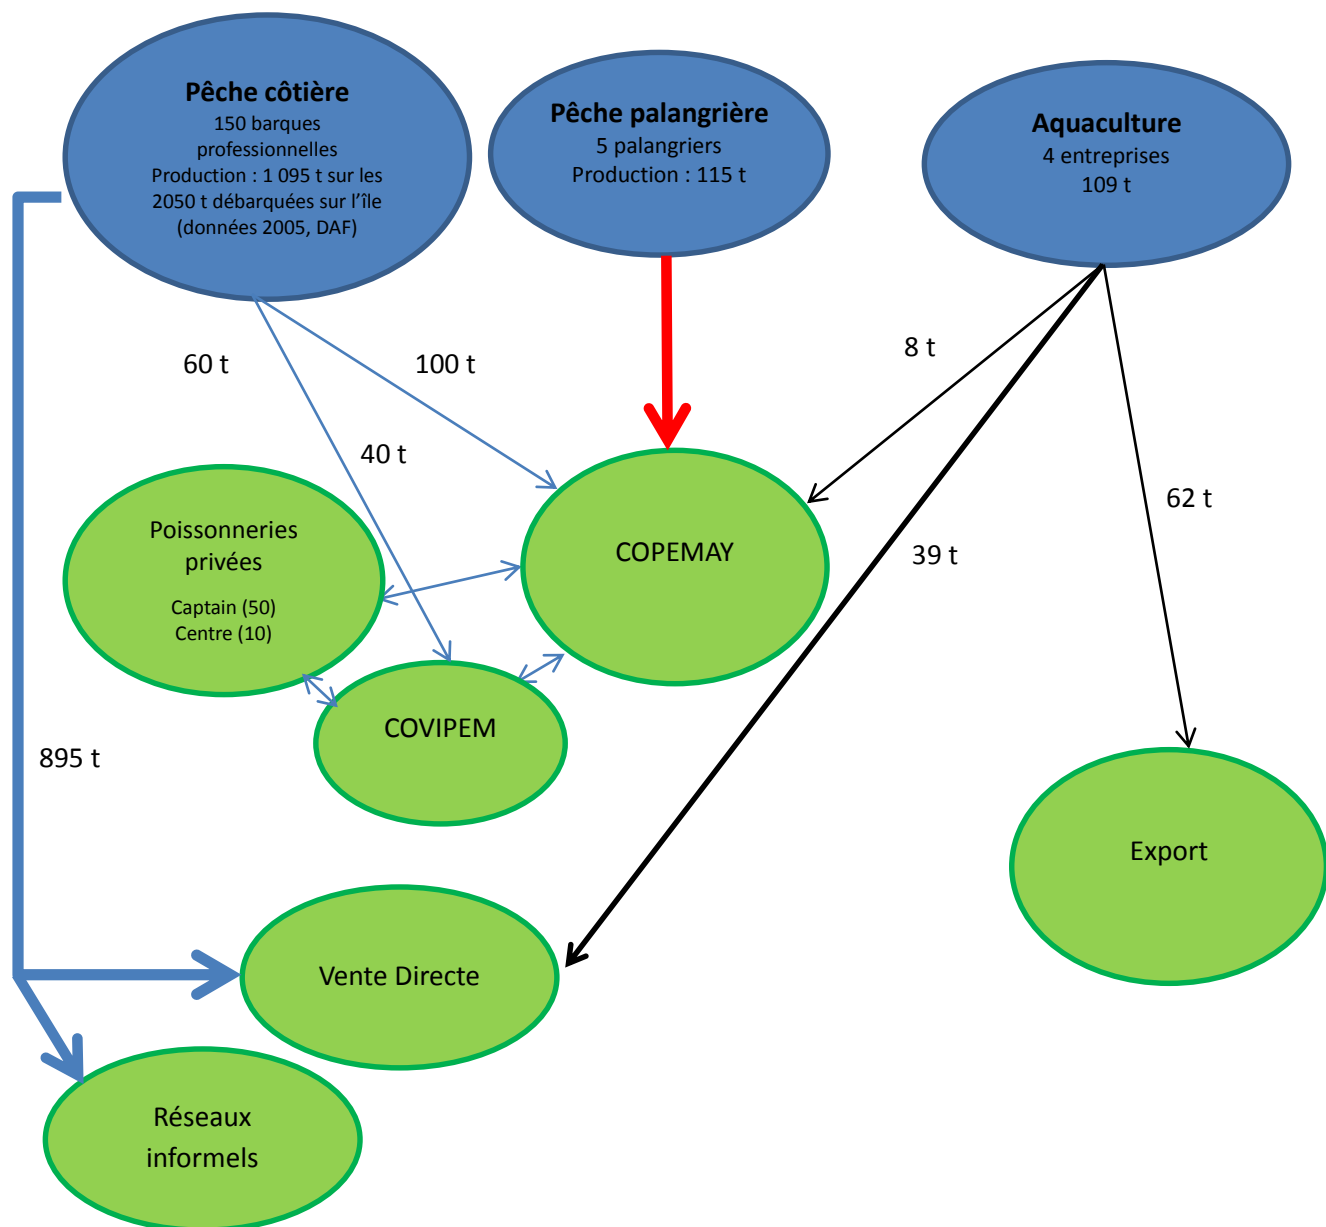 Pêche côtière
150 barques
professionnelles
Production : 1 095 t sur les
2050 t débarquées sur l’île
(données 2005, DAF)
Pêche palangrière
5 palangriers
Production : 115 t
Aquaculture
4 entreprises
109 t
60 t
100 t
8 t
40 t
62 t
39 t
Poissonneries
privées
Captain (50)
Centre (10)
COPEMAY
COVIPEM
895 t
Export
Vente Directe
Réseaux
informels